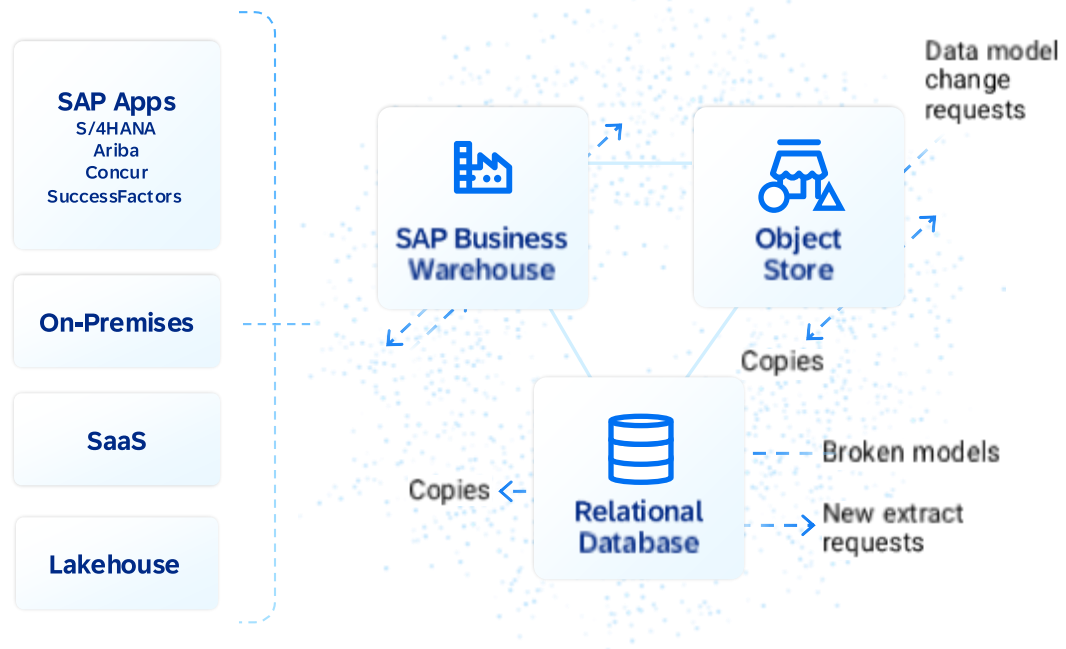 SAP Apps
S/4HANA
Ariba
Concur
SuccessFactors
On-Premises
SaaS
Lakehouse
SAP Business
Warehouse
Object
Store
Data model
change
requests
Copies
Relational
Database
Copies
Broken models
New extract
requests